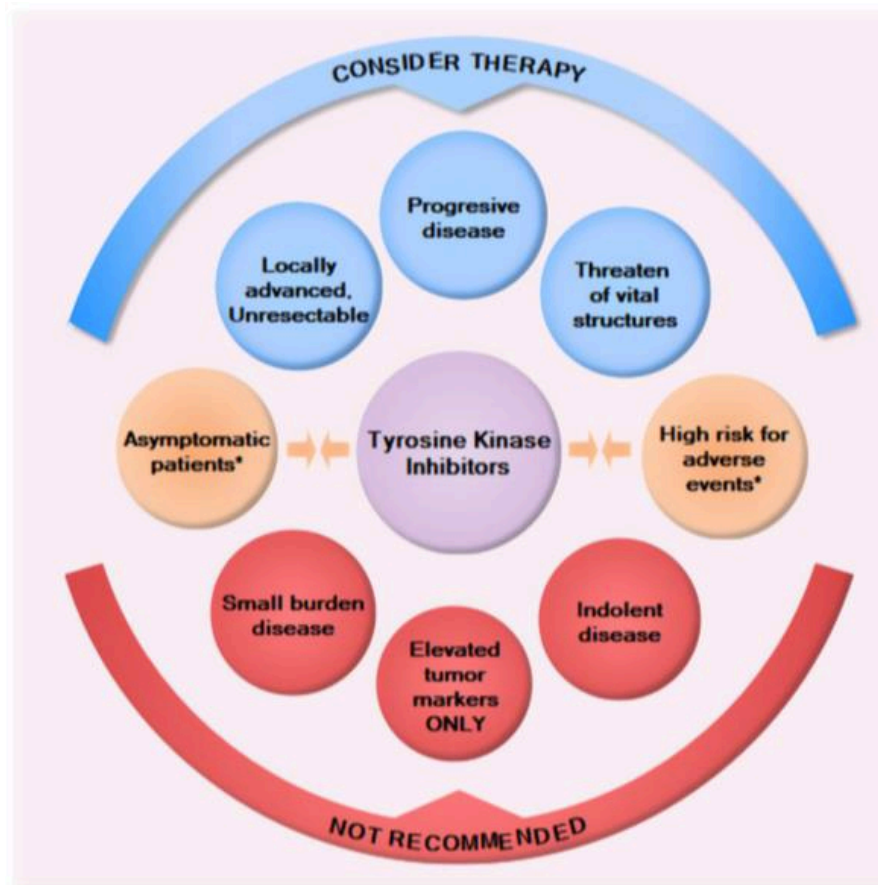 CONSIDER THERAPY
Progresive
disease
Locally
advanced,
Unresectable
Threaten
of vital
structures
Asymptomatic
patients*
Tyrosine Kinase
Inhibitors
High risk for
adverse
events*
Small burden
disease
Elevated
tumor
markers
ONLY
Indolent
disease
NOT RECOMMENDED